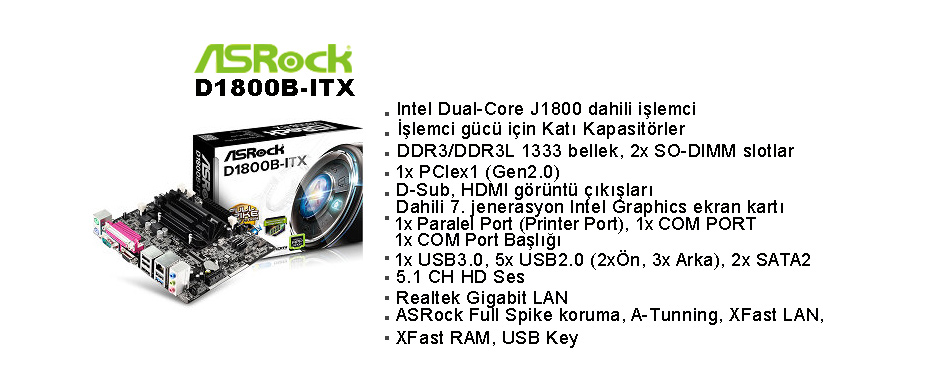 ASRock
D1800B-ITX
ASRock
D1800B-ITX
Intel Dual-Core J1800 dahili işlemci
İşlemci gücü için Katı Kapasitörler
DDR3/DDR3L 1333 bellek, 2x SO-DIMM slotlar
1x PCIex1 (Gen2.0)
D-Sub, HDMI görüntü çıkışları
Dahili 7. jenerasyon Intel Graphics ekran kartı
1x Paralel Port (Printer Port), 1x COM PORT
1x COM Port Başlığı
1x USB3.0, 5x USB2.0 (2xÖn, 3x Arka), 2x SATA2
5.1 CH HD Ses
Realtek Gigabit LAN
ASRock Full Spike koruma, A-Tunning, XFast LAN,
XFast RAM, USB Key